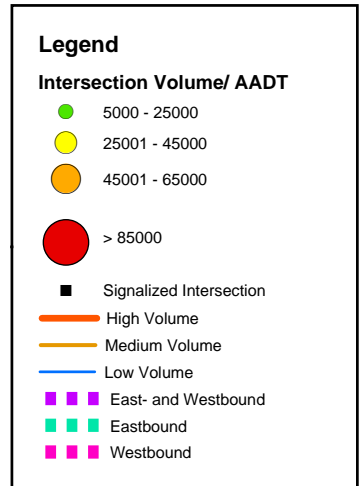 Legend
Intersection Volume/ AADT
5000 - 25000
25001 - 45000
45001 - 65000
> 85000
Signalized Intersection
High Volume
Medium Volume
Low Volume
East- and Westbound
Eastbound
Westbound